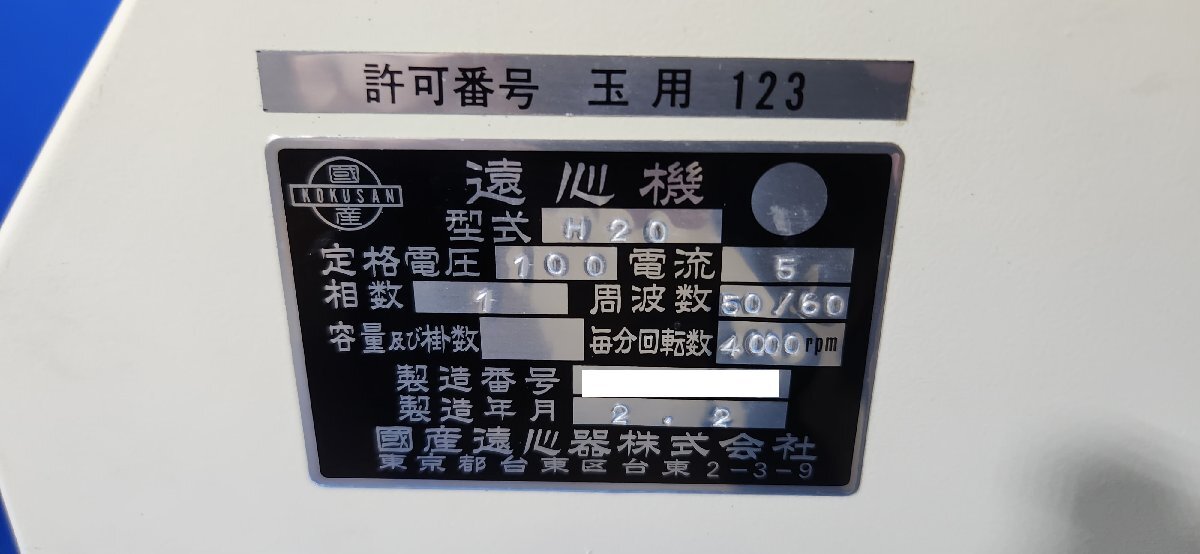 許可番号 玉用 123
國
KOKUSAN
産
遠心機
型式 H20
定格電圧 100 電流 5
相数 1 周波数 50/60
容量及び掛数 毎分回転数 4000 rpm
製造番号
製造年月 2.2
國産遠心器株式会社
東京都台東区台東2-3-9